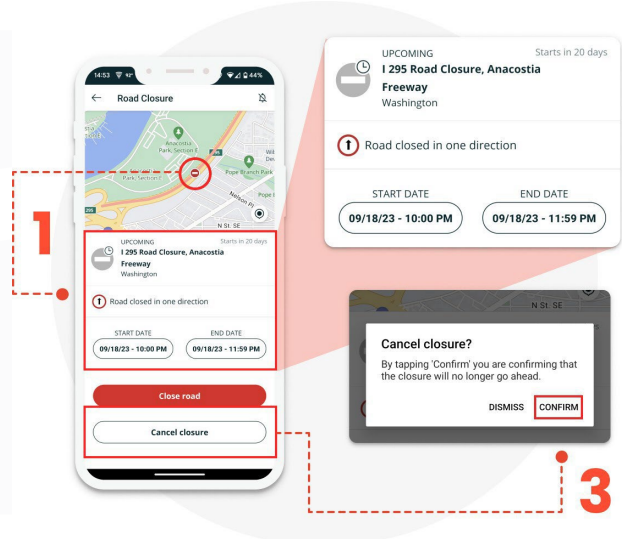 1
14:53
44%
Road Closure
Anacostia
Park, Section E
Park, Section
Pope Branch Park
Nelson Pl
Pope
295
N St. SE
UPCOMING
Starts in 20 days
I 295 Road Closure, Anacostia
Freeway
Washington
Road closed in one direction
START DATE
END DATE
09/18/23 - 10:00 PM
09/18/23 - 11:59 PM
Close road
Cancel closure
UPCOMING
Starts in 20 days
I 295 Road Closure, Anacostia
Freeway
Washington
Road closed in one direction
START DATE
END DATE
09/18/23 - 10:00 PM
09/18/23 - 11:59 PM
N St. SE
Cancel closure?
By tapping 'Confirm' you are confirming that
the closure will no longer go ahead.
DISMISS
CONFIRM
3